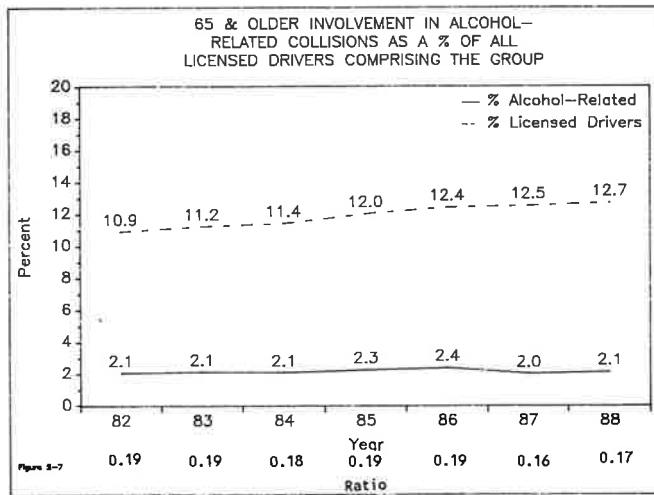 65 & OLDER INVOLVEMENT IN ALCOHOL-
RELATED COLLISIONS AS A % OF ALL
LICENSED DRIVERS COMPRISING THE GROUP
20
18
16
14
12
10
8
6
4
2
0
Percent
— % Alcohol-Related
-- % Licensed Drivers
10.9 11.2 11.4 12.0 12.4 12.5 12.7
2.1 2.1 2.1 2.3 2.4 2.0 2.1
82 83 84 85 86 87 88
Year
0.19 0.19 0.18 0.19 0.19 0.16 0.17
Ratio